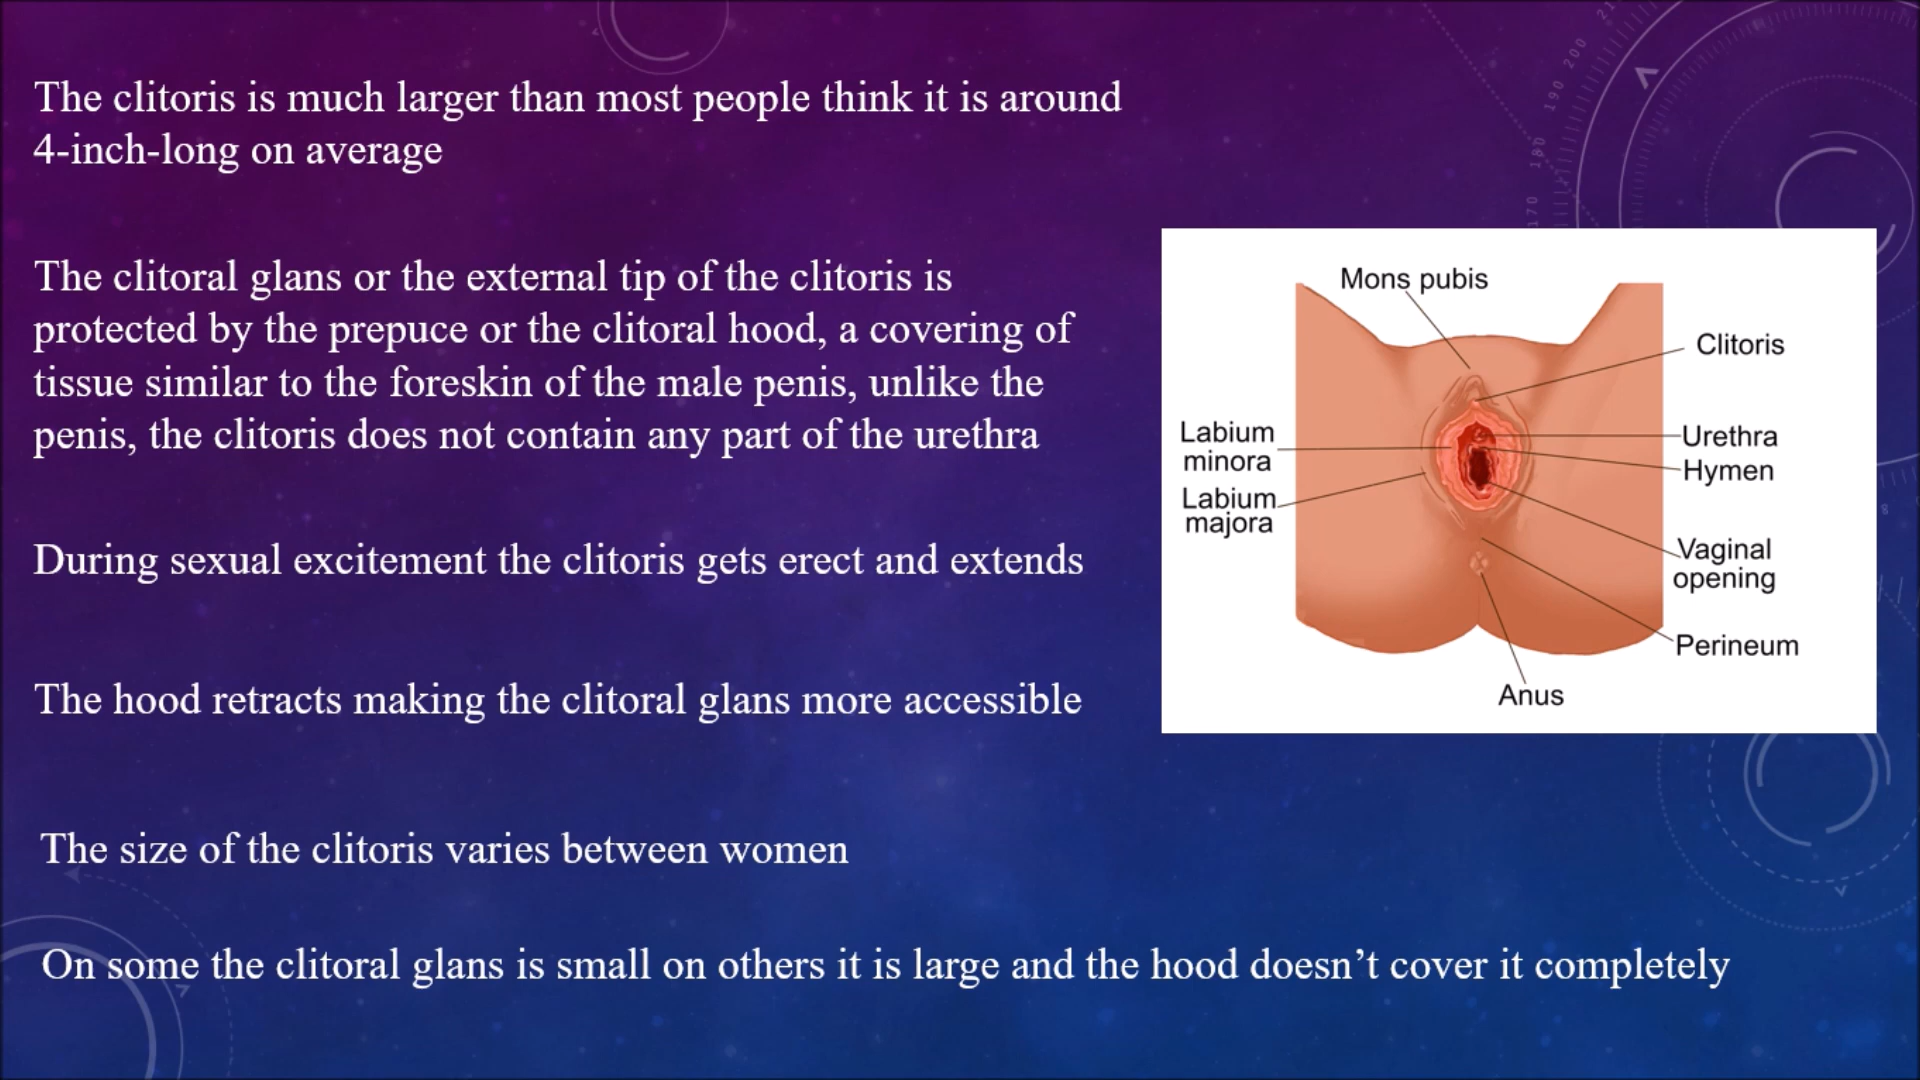 The clitoris is much larger than most people think it is around
4-inch-long on average
The clitoral glans or the external tip of the clitoris is
protected by the prepuce or the clitoral hood, a covering of
tissue similar to the foreskin of the male penis, unlike the
penis, the clitoris does not contain any part of the urethra
During sexual excitement the clitoris gets erect and extends
The hood retracts making the clitoral glans more accessible
The size of the clitoris varies between women
On some the clitoral glans is small on others it is large and the hood doesn’t cover it completely
Mons pubis
Clitoris
Labium
minora
Labium
majora
Urethra
Hymen
Vaginal
opening
Perineum
Anus
200
190
180
170